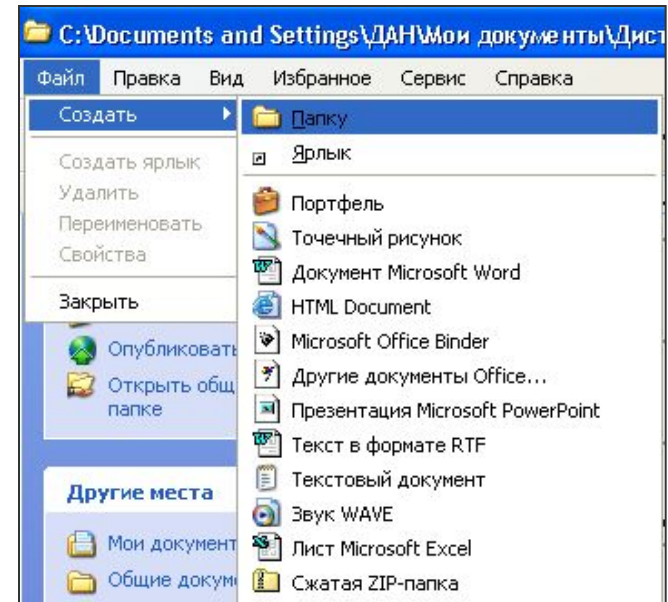 C:\Documents and Settings\ДАН\Мои документы\Дист
Файл Правка Вид Избранное Сервис Справка
Создать
Создать ярлык
Удалить
Переименовать
Свойства
Закрыть
Папку
Ярлык
Портфель
Точечный рисунок
Документ Microsoft Word
HTML Document
Microsoft Office Binder
Другие документы Office...
Презентация Microsoft PowerPoint
Текст в формате RTF
Текстовый документ
Звук WAVE
Лист Microsoft Excel
Сжатая ZIP-папка
Опубликовать
Открыть общ
папке
Другие места
Мои документ
Общие докум